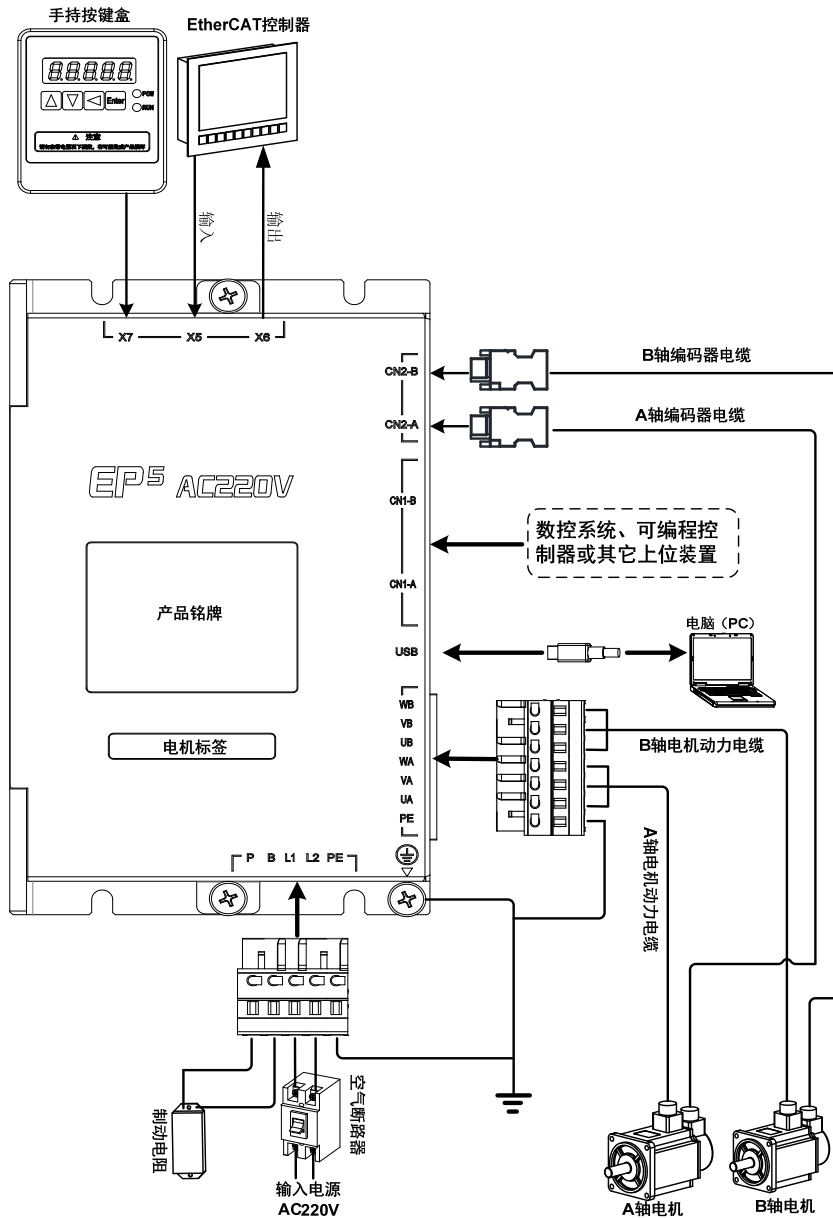 手持按键盒
EtherCAT控制器
88888
POW
RUN
Enter
注意
输入
输出
X7
X5
X6
CN2-B
B轴编码器电缆
CN2-A
A轴编码器电缆
EP5 AC220V
CN1-B
数控系统、可编程控
制器或其它上位装置
CN1-A
产品铭牌
USB
电脑（PC）
WB
VB
UB
WA
VA
UA
PE
B轴电机动力电缆
电机标签
A轴电机动力电缆
P B L1 L2 PE
制动电阻
空气断路器
输入电源
AC220V
A轴电机
B轴电机